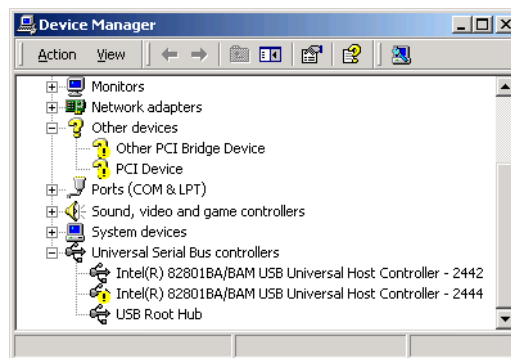 Device Manager
Action View
Monitors
Network adapters
Other devices
Other PCI Bridge Device
PCI Device
Ports (COM & LPT)
Sound, video and game controllers
System devices
Universal Serial Bus controllers
Intel(R) 82801BA/BAM USB Universal Host Controller - 2442
Intel(R) 82801BA/BAM USB Universal Host Controller - 2444
USB Root Hub